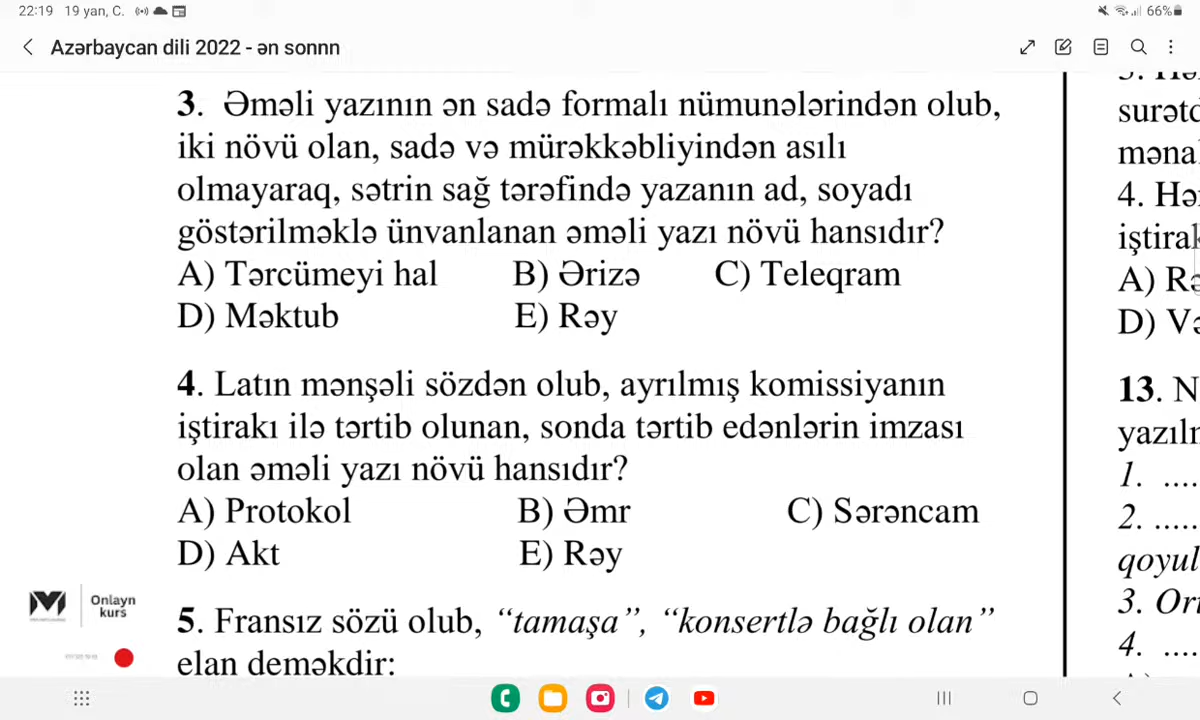 22:19 19 yan, C.
66%
Azərbaycan dili 2022 - ən sonnn
3. Əməli yazının ən sadə formalı nümunələrindən olub,
iki növü olan, sadə və mürəkkəbliyindən asılı
olmayaraq, sətrin sağ tərəfində yazanın ad, soyadı
göstərilməklə ünvanlanan əməli yazı növü hansıdır?
A) Tərcümeyi hal B) Ərizə C) Teleqram
D) Məktub E) Rəy
4. Latın mənşəli sözdən olub, ayrılmış komissiyanın
iştirakı ilə tərtib olunan, sonda tərtib edənlərin imzası
olan əməli yazı növü hansıdır?
A) Protokol B) Əmr C) Sərəncam
D) Akt E) Rəy
5. Fransız sözü olub, “tamaşa”, “konsertlə bağlı olan”
elan deməkdir:
Onlayn
kurs
surətd
məna
4. Hə
iştirak
A) Rə
D) Və
13. N
yazılı
1. ....
2. .....
qoyul
3. Or
4. ....